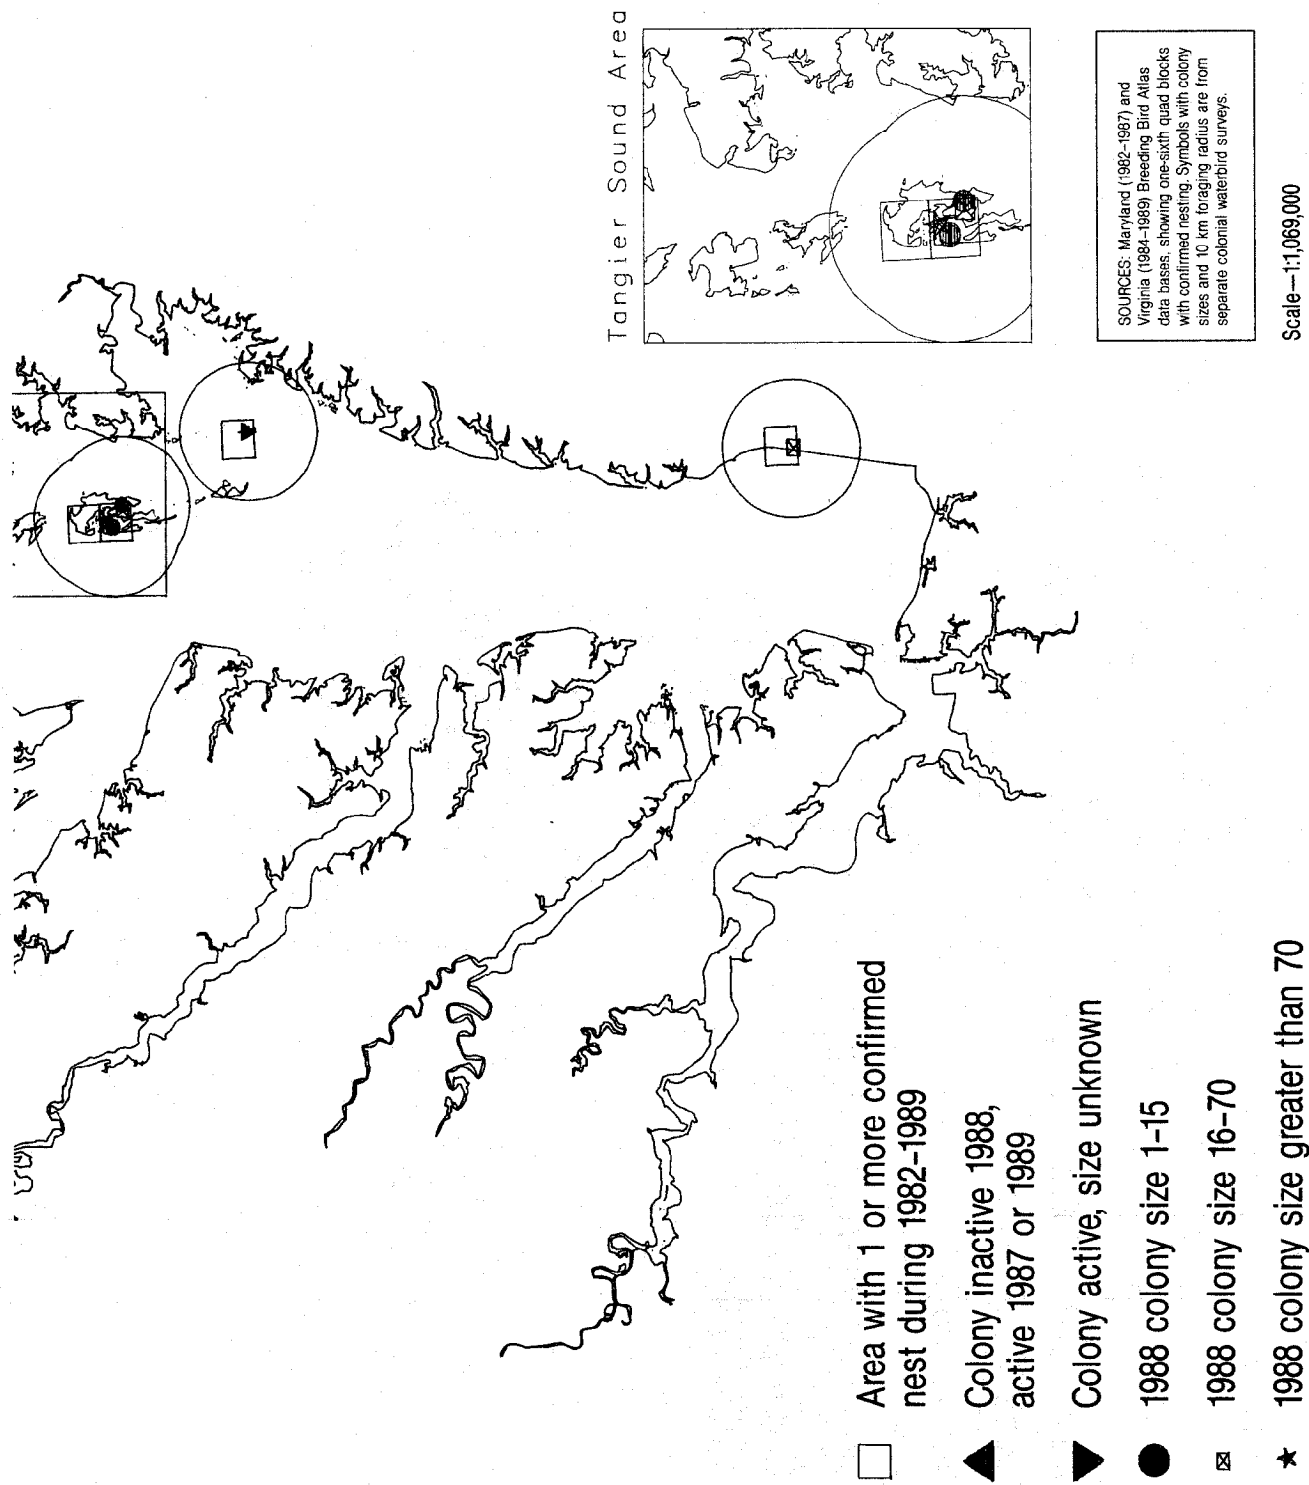 Tangier Sound Area
SOURCES: Maryland (1982–1987) and
Virginia (1984–1989) Breeding Bird Atlas
data bases, showing one-sixth quad blocks
with confirmed nesting. Symbols with colony
sizes and 10 km foraging radius are from
separate colonial waterbird surveys.
Scale—1:1,069,000
Area with 1 or more confirmed
nest during 1982–1989
Colony inactive 1988,
active 1987 or 1989
Colony active, size unknown
1988 colony size 1–15
1988 colony size 16–70
1988 colony size greater than 70